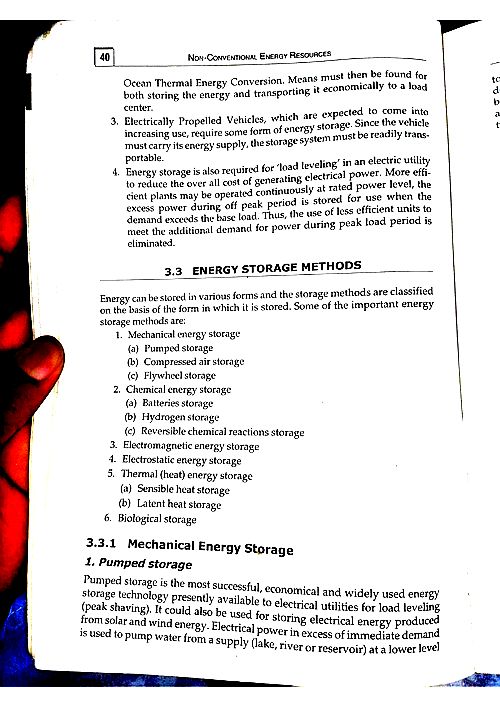 40
NON-CONVENTIONAL ENERGY RESOURCES
Ocean Thermal Energy Conversion. Means must then be found for
both storing the energy and transporting it economically to a load
center.
3. Electrically Propelled Vehicles, which are expected to come into
increasing use, require some form of energy storage. Since the vehicle
must carry its energy supply, the storage system must be readily trans-
portable.
4. Energy storage is also required for 'load leveling' in an electric utility
to reduce the over all cost of generating electrical power. More effi-
cient plants may be operated continuously at rated power level, the
excess power during off peak period is stored for use when the
demand exceeds the base load. Thus, the use of less efficient units to
meet the additional demand for power during peak load period is
eliminated.
3.3 ENERGY STORAGE METHODS
Energy can be stored in various forms and the storage methods are classified
on the basis of the form in which it is stored. Some of the important energy
storage methods are:
1. Mechanical energy storage
(a) Pumped storage
(b) Compressed air storage
(c) Flywheel storage
2. Chemical energy storage
(a) Batteries storage
(b) Hydrogen storage
(c) Reversible chemical reactions storage
3. Electromagnetic energy storage
4. Electrostatic energy storage
5. Thermal (heat) energy storage
(a) Sensible heat storage
(b) Latent heat storage
6. Biological storage
3.3.1 Mechanical Energy Storage
1. Pumped storage
Pumped storage is the most successful, economical and widely used energy
storage technology presently available to electrical utilities for load leveling
(peak shaving). It could also be used for storing electrical energy produced
from solar and wind energy. Electrical power in excess of immediate demand
is used to pump water from a supply (lake, river or reservoir) at a lower level